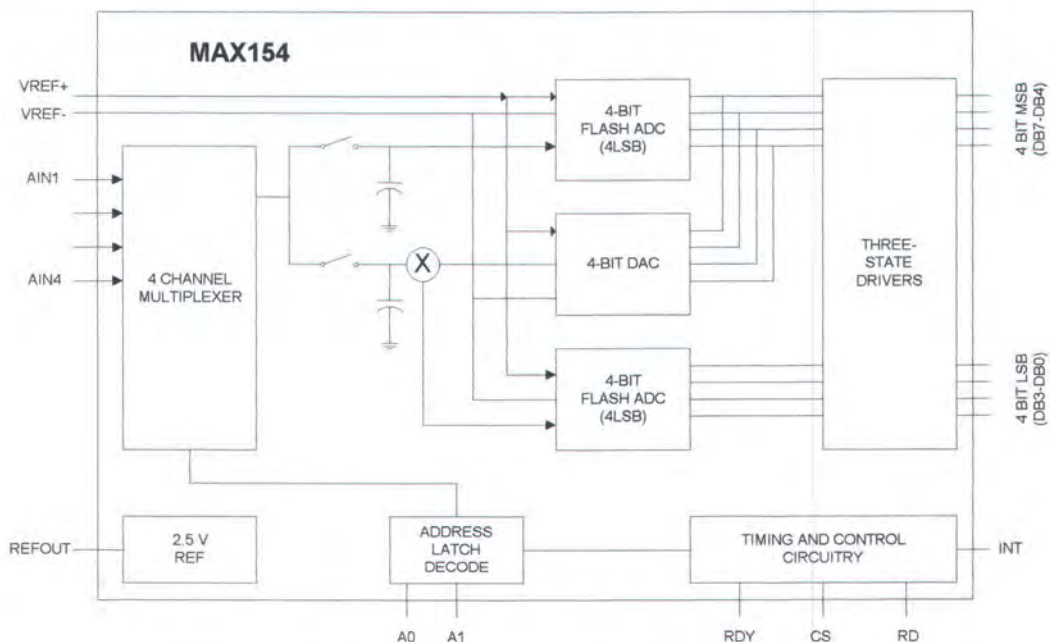 MAX154
VREF+
VREF-
4-BIT
FLASH ADC
(4LSB)
4 BIT MSB
(DB7-DB4)
AIN1
AIN4
4 CHANNEL
MULTIPLEXER
X
4-BIT DAC
THREE-
STATE
DRIVERS
4-BIT
FLASH ADC
(4LSB)
4 BIT LSB
(DB3-DB0)
REFOUT
2.5 V
REF
ADDRESS
LATCH
DECODE
TIMING AND CONTROL
CIRCUITRY
INT
A0
A1
RDY
CS
RD